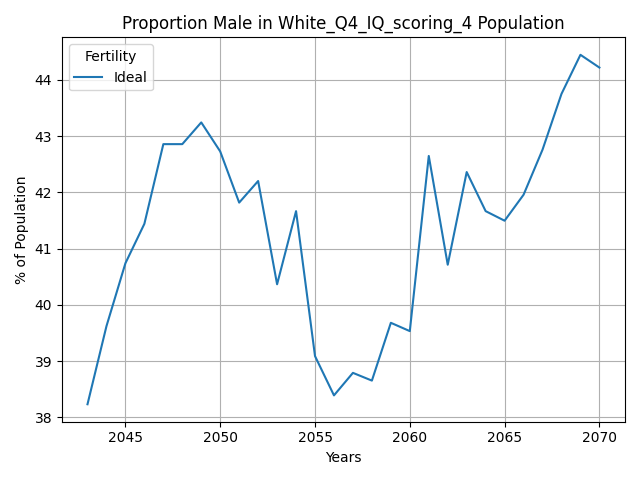 Proportion Male in White_Q4_IQ_scoring_4 Population
Fertility
Ideal
% of Population
44
43
42
41
40
39
38
2045 2050 2055 2060 2065 2070
Years